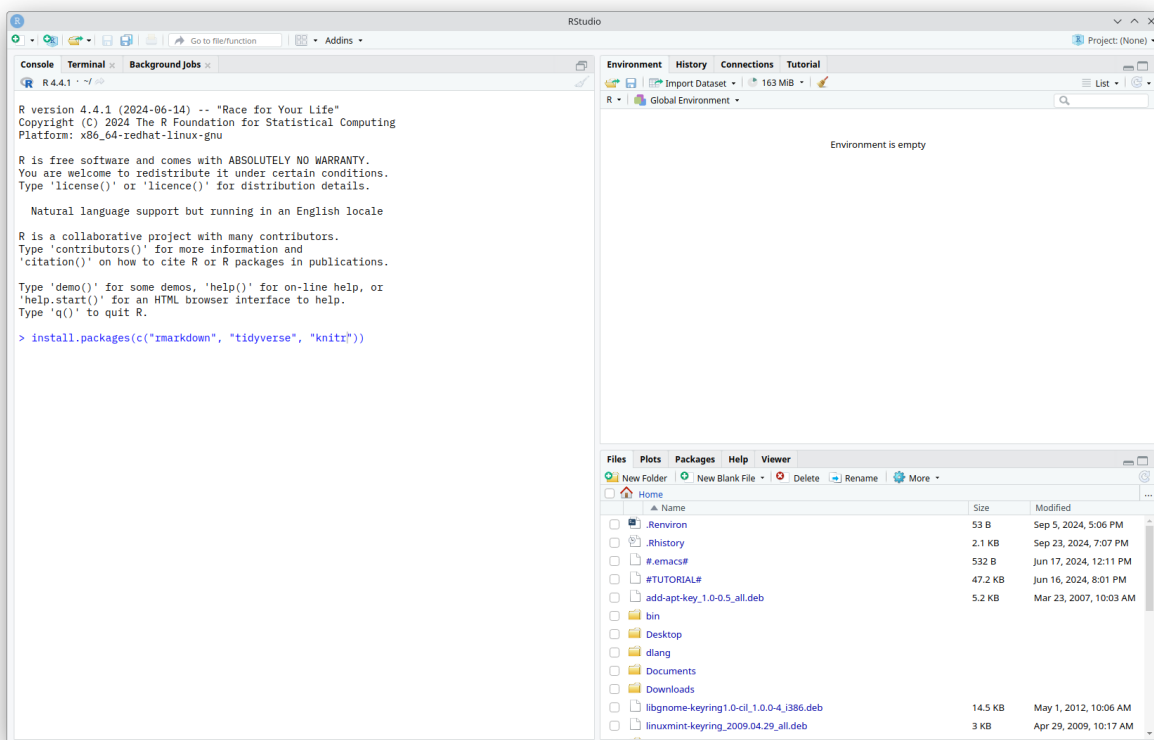 RStudio
Go to file/function
Addins
Project: (None)
Console Terminal Background Jobs
R 4.4.1 · ~/
R version 4.4.1 (2024-06-14) -- "Race for Your Life"
Copyright (C) 2024 The R Foundation for Statistical Computing
Platform: x86_64-redhat-linux-gnu
R is free software and comes with ABSOLUTELY NO WARRANTY.
You are welcome to redistribute it under certain conditions.
Type 'license()' or 'licence()' for distribution details.
Natural language support but running in an English locale
R is a collaborative project with many contributors.
Type 'contributors()' for more information and
'citation()' on how to cite R or R packages in publications.
Type 'demo()' for some demos, 'help()' for on-line help, or
'help.start()' for an HTML browser interface to help.
Type 'q()' to quit R.
> install.packages(c("rmarkdown", "tidyverse", "knitr"))
Environment History Connections Tutorial
Import Dataset 163 MiB List
R Global Environment
Environment is empty
Files Plots Packages Help Viewer
New Folder New Blank File Delete Rename More
Home ...
Name Size Modified
.Renviron 53 B Sep 5, 2024, 5:06 PM
.Rhistory 2.1 KB Sep 23, 2024, 7:07 PM
#.emacs# 532 B Jun 17, 2024, 12:11 PM
#TUTORIAL# 47.2 KB Jun 16, 2024, 8:01 PM
add-apt-key_1.0-0.5_all.deb 5.2 KB Mar 23, 2007, 10:03 AM
bin
Desktop
dlang
Documents
Downloads
libgnome-keyring1.0-cil_1.0.0-4_i386.deb 14.5 KB May 1, 2012, 10:06 AM
linuxmint-keyring_2009.04.29_all.deb 3 KB Apr 29, 2009, 10:17 AM